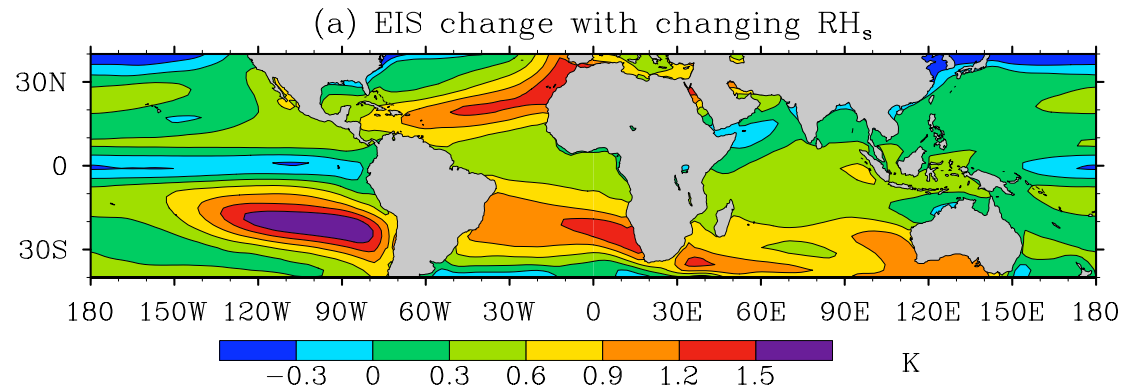 (a) EIS change with changing RHs
30N
0
30S
180 150W 120W 90W 60W 30W 0 30E 60E 90E 120E 150E 180
−0.3 0 0.3 0.6 0.9 1.2 1.5 K